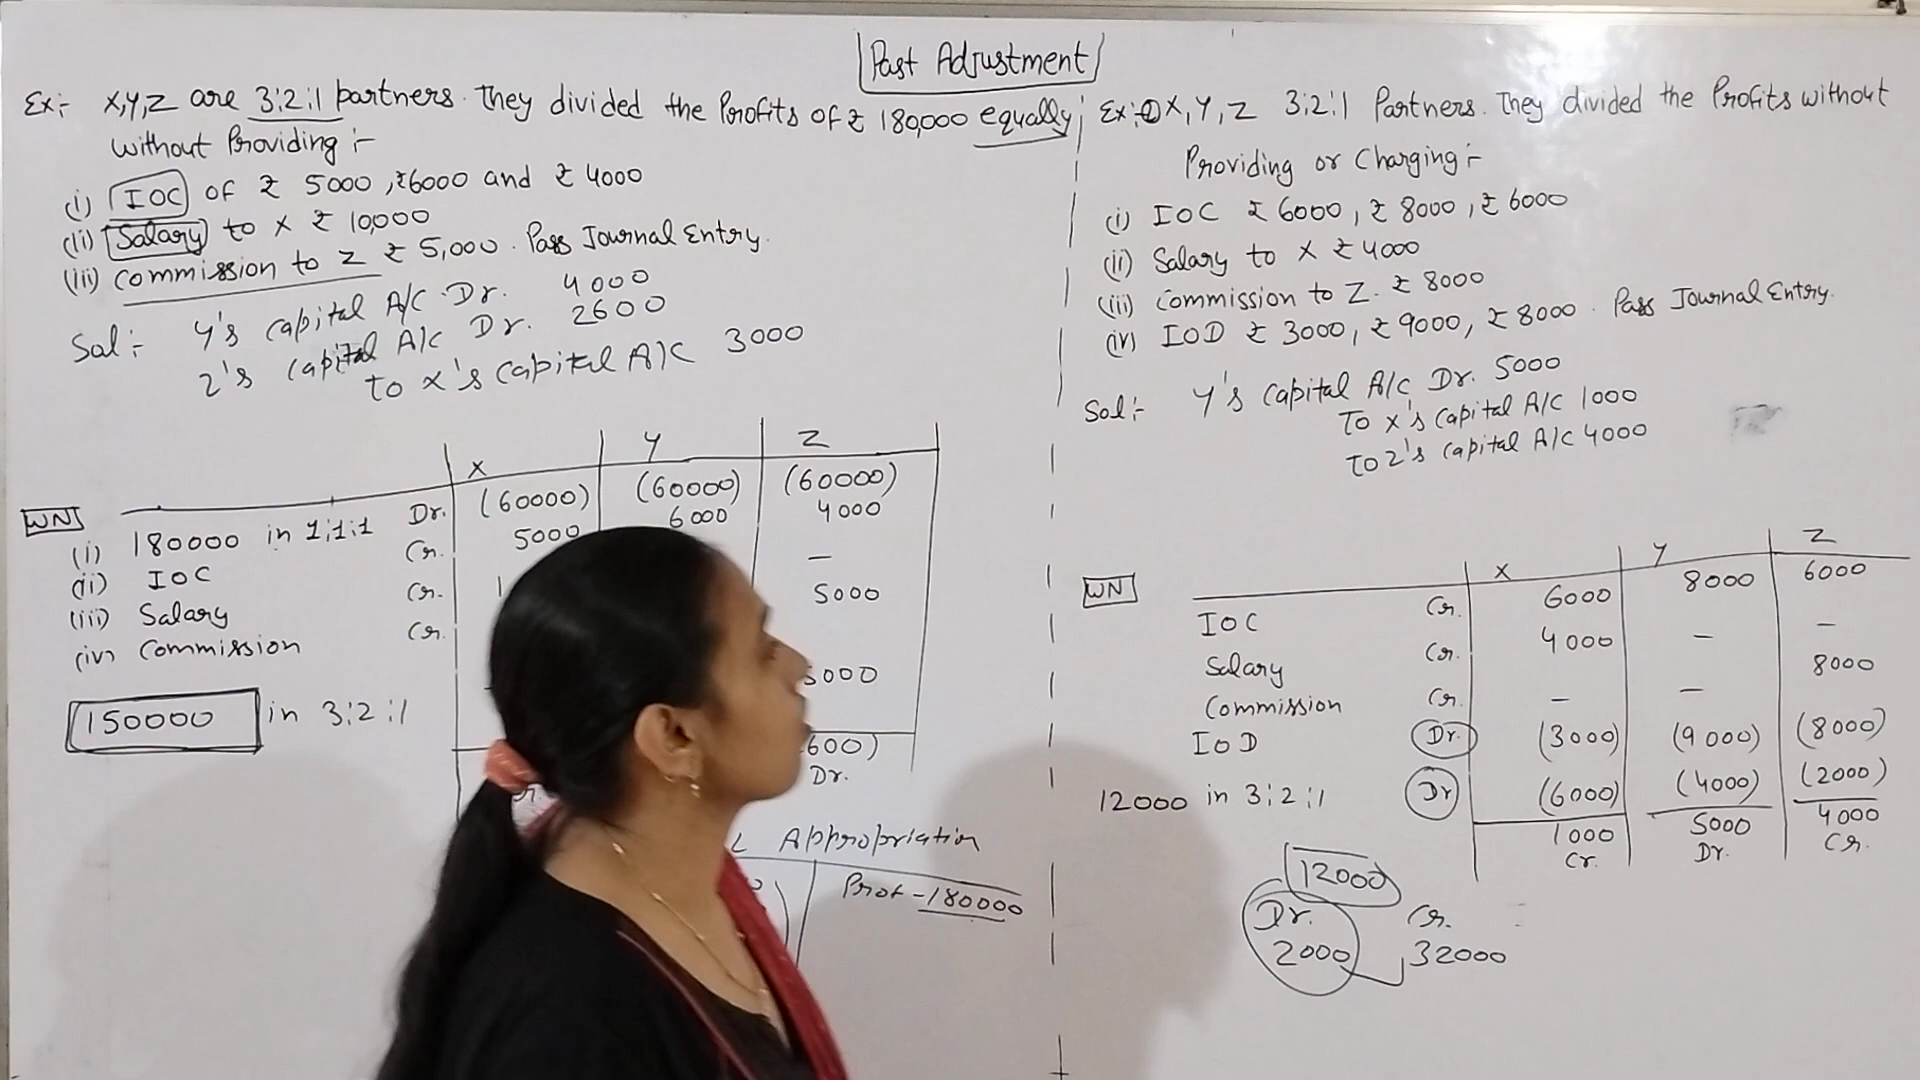 Past Adjustment
Ex:- X,Y,Z are 3:2:1 partners. They divided the Profits of ₹ 180,000 equally
without Providing :-
(i) IOC of ₹ 5000, ₹6000 and ₹ 4000
(ii) Salary to X ₹ 10,000
(iii) Commission to Z ₹ 5,000. Pass Journal Entry.
Sol:- Y's Capital A/C Dr. 4000
Z's Capital A/C Dr. 2600
To X's Capital A/C 3000
X Y Z
WN
(i) 180000 in 1:1:1 Dr. (60000) (60000) (60000)
(ii) IOC Cr. 5000 6000 4000
(iii) Salary Cr. 1 —
(iv) Commission Cr. 5000
150000 in 3:2:1 5000
600)
Dr.
Appropriation
Prof - 180000
Ex:-② X, Y, Z 3:2:1 Partners. They divided the Profits without
Providing or Charging :-
(i) IOC ₹ 6000, ₹ 8000, ₹ 6000
(ii) Salary to X ₹ 4000
(iii) Commission to Z. ₹ 8000
(iv) IOD ₹ 3000, ₹ 9000, ₹ 8000. Pass Journal Entry.
Sol:- Y's Capital A/C Dr. 5000
To X's Capital A/C 1000
To Z's Capital A/C 4000
WN
X Y Z
IOC Cr. 6000 8000 6000
Salary Cr. 4000 — —
Commission Cr. — — 8000
IOD Dr. (3000) (9000) (8000)
12000 in 3:2:1 Dr (6000) (4000) (2000)
1000 5000 4000
Cr. Dr. Cr.
12000
Dr. Cr.
2000 32000